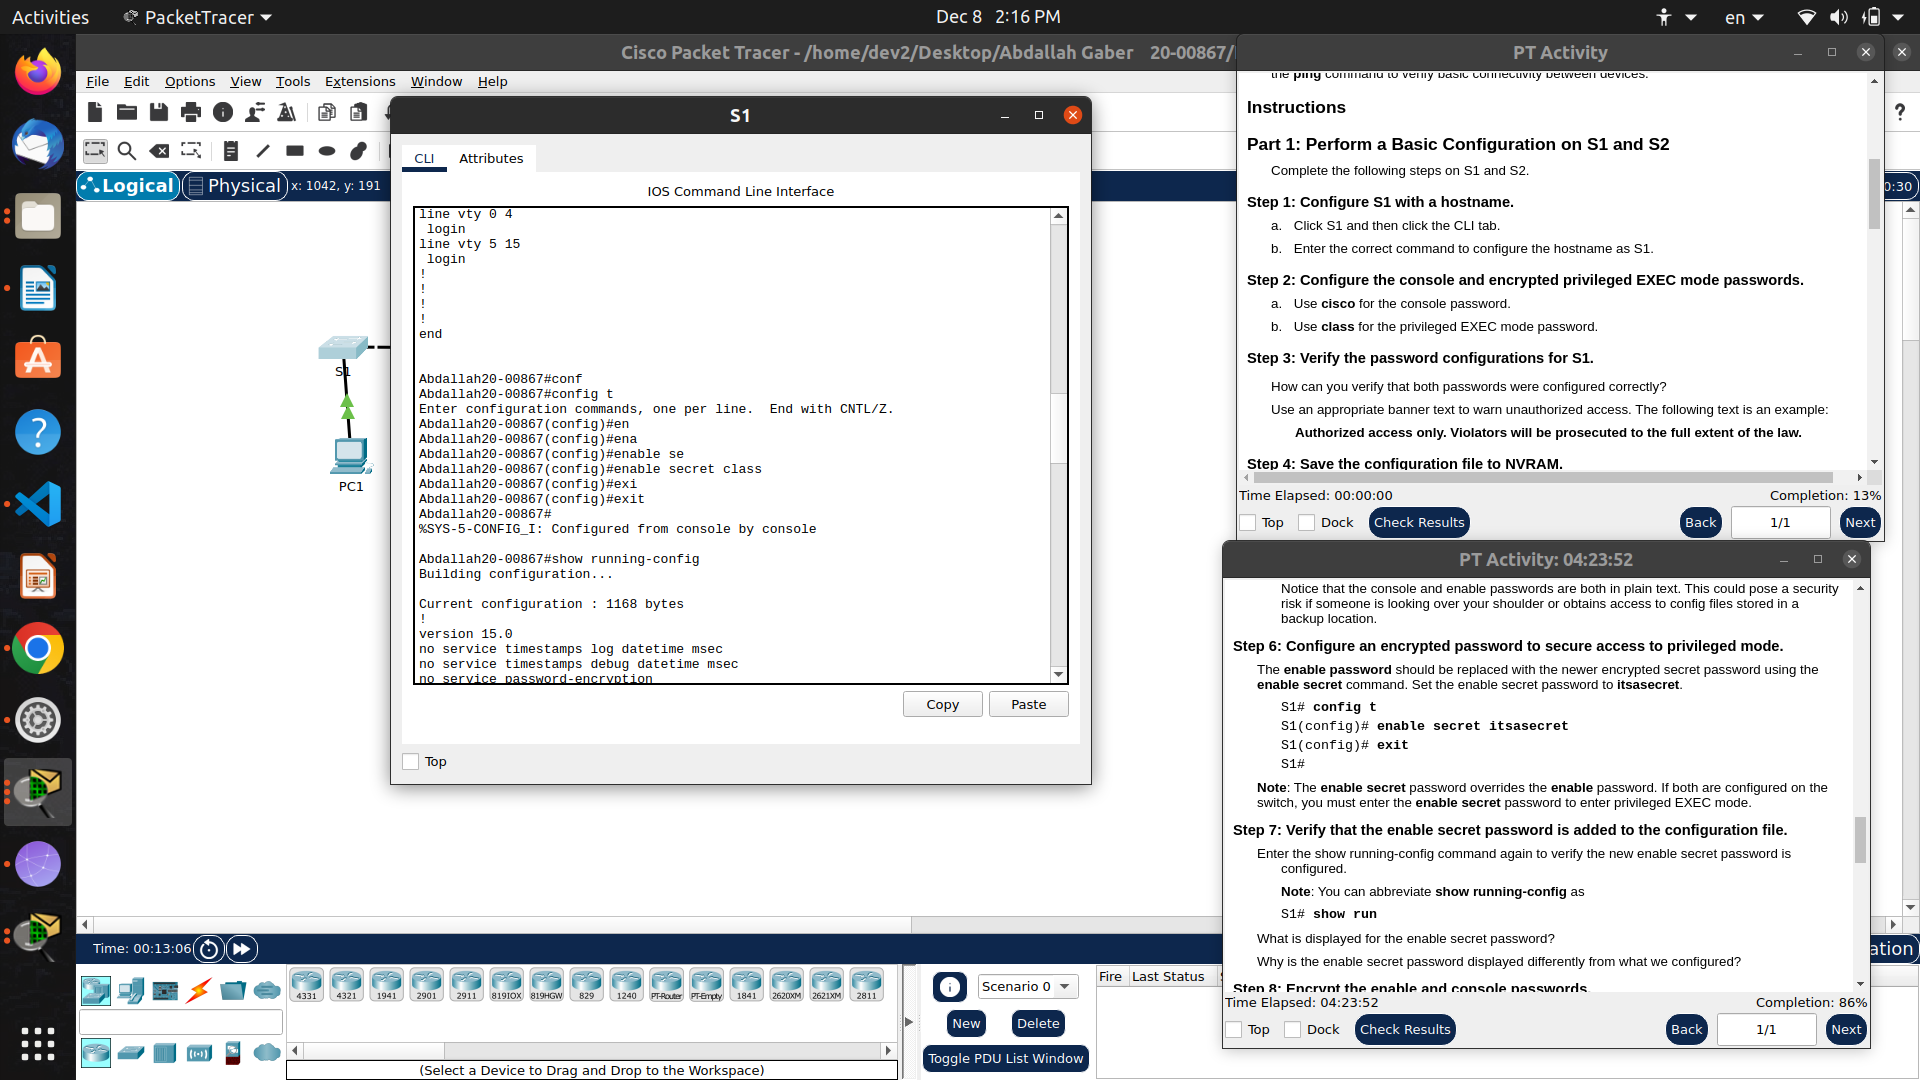 Activities
PacketTracer
Dec 8 2:16 PM
en
Cisco Packet Tracer - /home/dev2/Desktop/Abdallah Gaber 20-00867/
File Edit Options View Tools Extensions Window Help
Logical
Physical
x: 1042, y: 191
0:30
S1
CLI
Attributes
IOS Command Line Interface
line vty 0 4
login
line vty 5 15
login
!
!
!
!
end
Abdallah20-00867#conf
Abdallah20-00867#config t
Enter configuration commands, one per line. End with CNTL/Z.
Abdallah20-00867(config)#en
Abdallah20-00867(config)#ena
Abdallah20-00867(config)#enable se
Abdallah20-00867(config)#enable secret class
Abdallah20-00867(config)#exi
Abdallah20-00867(config)#exit
Abdallah20-00867#
%SYS-5-CONFIG_I: Configured from console by console
Abdallah20-00867#show running-config
Building configuration...
Current configuration : 1168 bytes
!
version 15.0
no service timestamps log datetime msec
no service timestamps debug datetime msec
no service password-encryption
Copy
Paste
Top
S1
PC1
PT Activity
the ping command to verify basic connectivity between devices.
Instructions
Part 1: Perform a Basic Configuration on S1 and S2
Complete the following steps on S1 and S2.
Step 1: Configure S1 with a hostname.
a. Click S1 and then click the CLI tab.
b. Enter the correct command to configure the hostname as S1.
Step 2: Configure the console and encrypted privileged EXEC mode passwords.
a. Use cisco for the console password.
b. Use class for the privileged EXEC mode password.
Step 3: Verify the password configurations for S1.
How can you verify that both passwords were configured correctly?
Use an appropriate banner text to warn unauthorized access. The following text is an example:
Authorized access only. Violators will be prosecuted to the full extent of the law.
Step 4: Save the configuration file to NVRAM.
Time Elapsed: 00:00:00
Completion: 13%
Top
Dock
Check Results
Back
1/1
Next
PT Activity: 04:23:52
Notice that the console and enable passwords are both in plain text. This could pose a security
risk if someone is looking over your shoulder or obtains access to config files stored in a
backup location.
Step 6: Configure an encrypted password to secure access to privileged mode.
The enable password should be replaced with the newer encrypted secret password using the
enable secret command. Set the enable secret password to itsasecret.
S1# config t
S1(config)# enable secret itsasecret
S1(config)# exit
S1#
Note: The enable secret password overrides the enable password. If both are configured on the
switch, you must enter the enable secret password to enter privileged EXEC mode.
Step 7: Verify that the enable secret password is added to the configuration file.
Enter the show running-config command again to verify the new enable secret password is
configured.
Note: You can abbreviate show running-config as
S1# show run
What is displayed for the enable secret password?
Why is the enable secret password displayed differently from what we configured?
Step 8: Encrypt the enable and console passwords.
Time Elapsed: 04:23:52
Completion: 86%
Top
Dock
Check Results
Back
1/1
Next
Time: 00:13:06
ation
4331 4321 1941 2901 2911 819IOX 819HGW 829 1240 PT-Router PT-Empty 1841 2620XM 2621XM 2811
Scenario 0
New
Delete
Toggle PDU List Window
Fire
Last Status
(Select a Device to Drag and Drop to the Workspace)